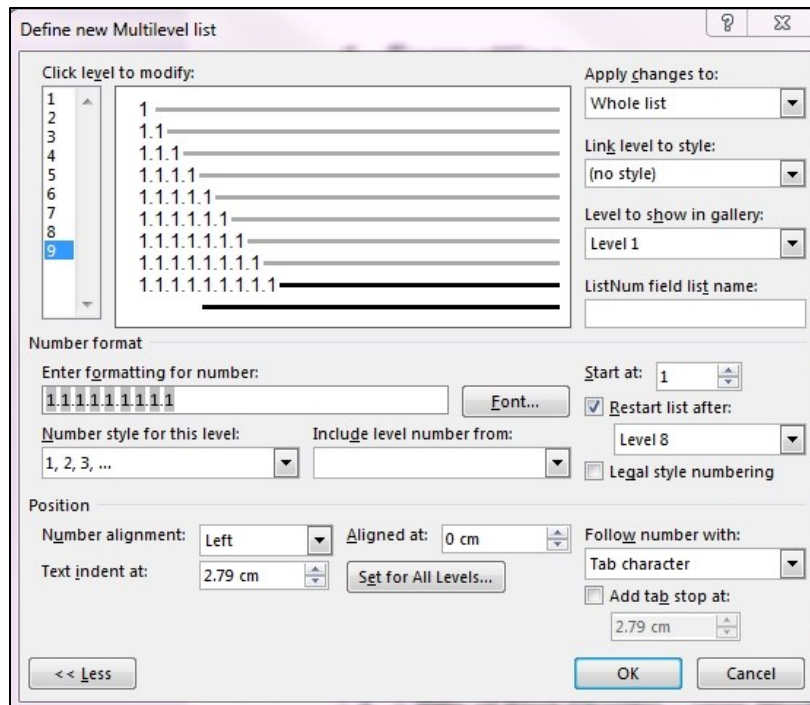 Define new Multilevel list
Click level to modify:
1
2
3
4
5
6
7
8
9
1
1.1
1.1.1
1.1.1.1
1.1.1.1.1
1.1.1.1.1.1
1.1.1.1.1.1.1
1.1.1.1.1.1.1.1
1.1.1.1.1.1.1.1.1
Apply changes to:
Whole list
Link level to style:
(no style)
Level to show in gallery:
Level 1
ListNum field list name:
Number format
Enter formatting for number:
1.1.1.1.1.1.1.1.1
Font...
Number style for this level:
1, 2, 3, ...
Include level number from:
Start at: 1
Restart list after:
Level 8
Legal style numbering
Position
Number alignment: Left
Aligned at: 0 cm
Text indent at: 2.79 cm
Set for All Levels...
Follow number with:
Tab character
Add tab stop at:
2.79 cm
<< Less
OK
Cancel